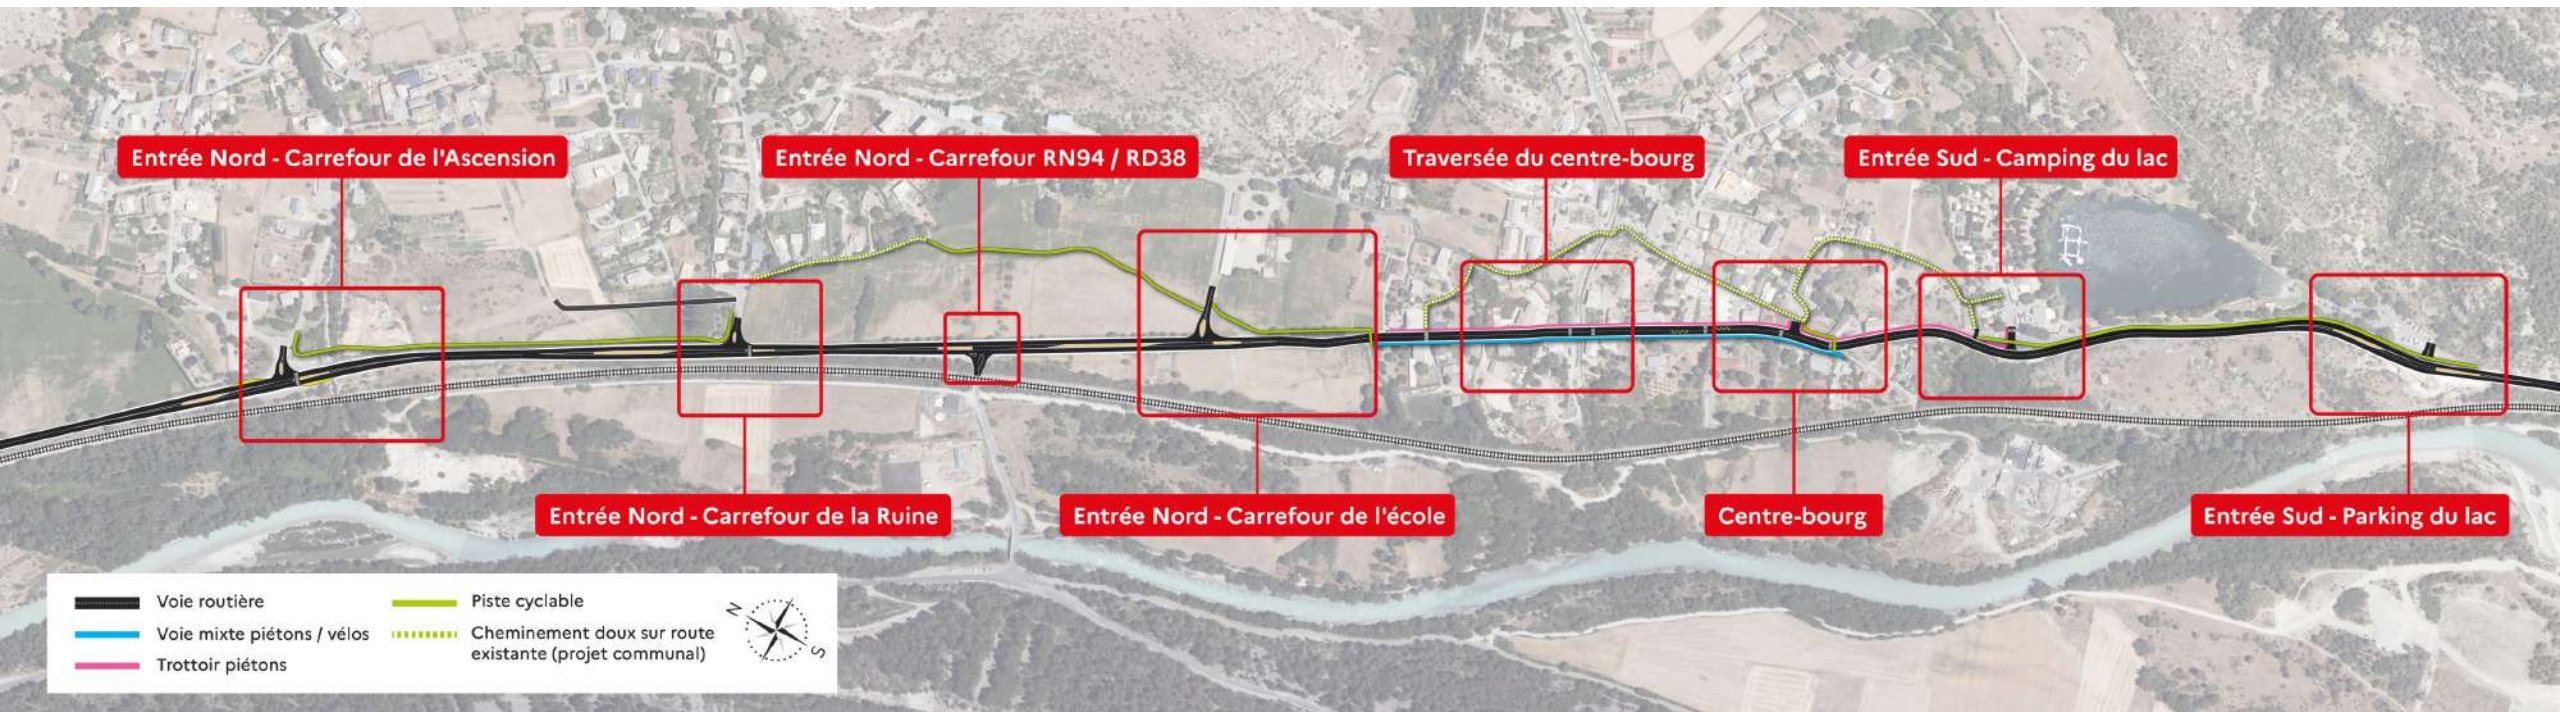 Entrée Nord - Carrefour de l'Ascension
Entrée Nord - Carrefour RN94 / RD38
Traversée du centre-bourg
Entrée Sud - Camping du lac
Entrée Nord - Carrefour de la Ruine
Entrée Nord - Carrefour de l'école
Centre-bourg
Entrée Sud - Parking du lac
Voie routière
Voie mixte piétons / vélos
Trottoir piétons
Piste cyclable
Cheminement doux sur route
existante (projet communal)
N
S